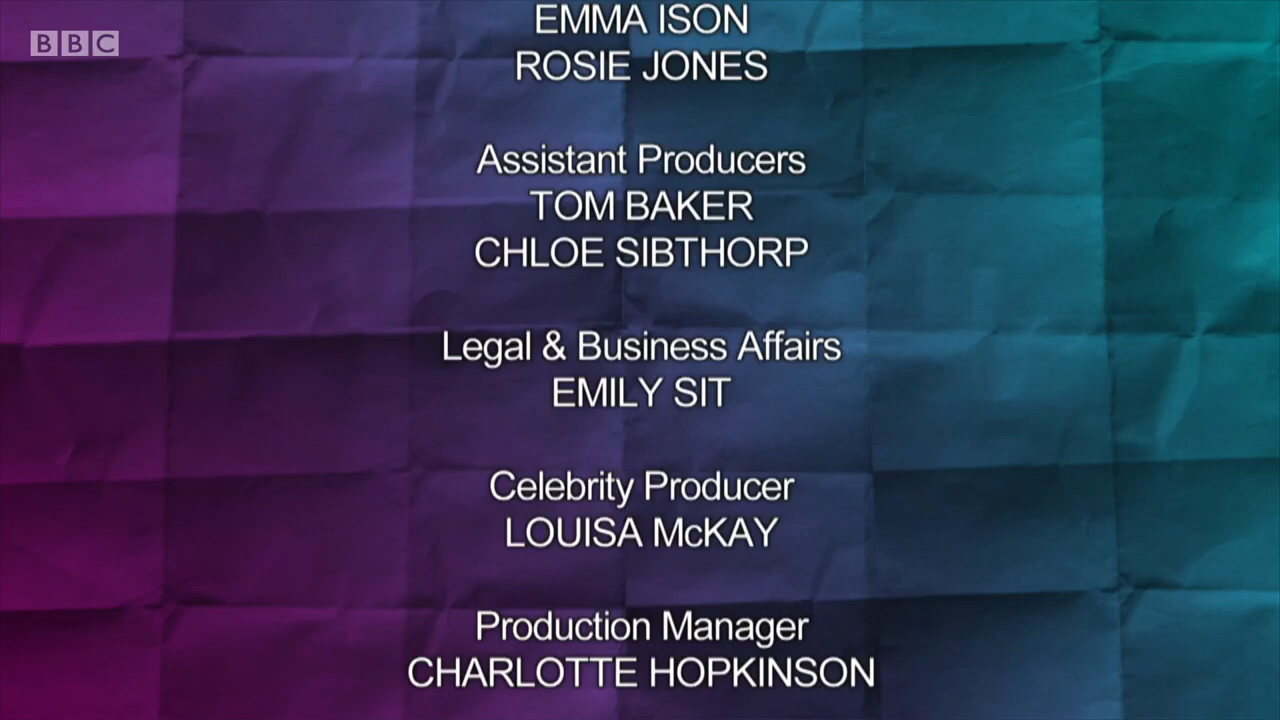 BBC
EMMA ISON
ROSIE JONES
Assistant Producers
TOM BAKER
CHLOE SIBTHORP
Legal & Business Affairs
EMILY SIT
Celebrity Producer
LOUISA McKAY
Production Manager
CHARLOTTE HOPKINSON